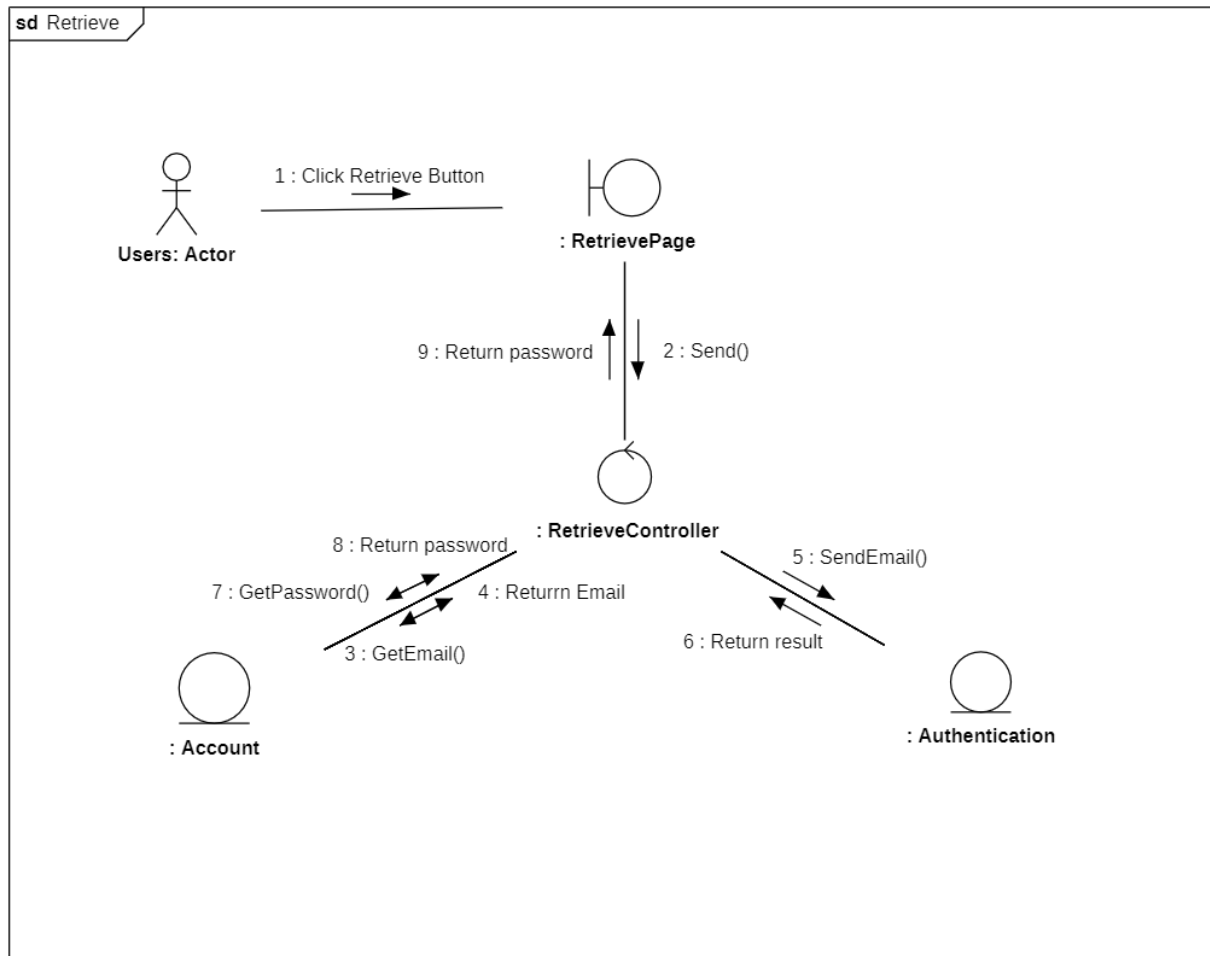 sd Retrieve
1 : Click Retrieve Button
Users: Actor
: RetrievePage
9 : Return password
2 : Send()
: RetrieveController
8 : Return password
7 : GetPassword()
4 : Returrn Email
3 : GetEmail()
5 : SendEmail()
6 : Return result
: Account
: Authentication